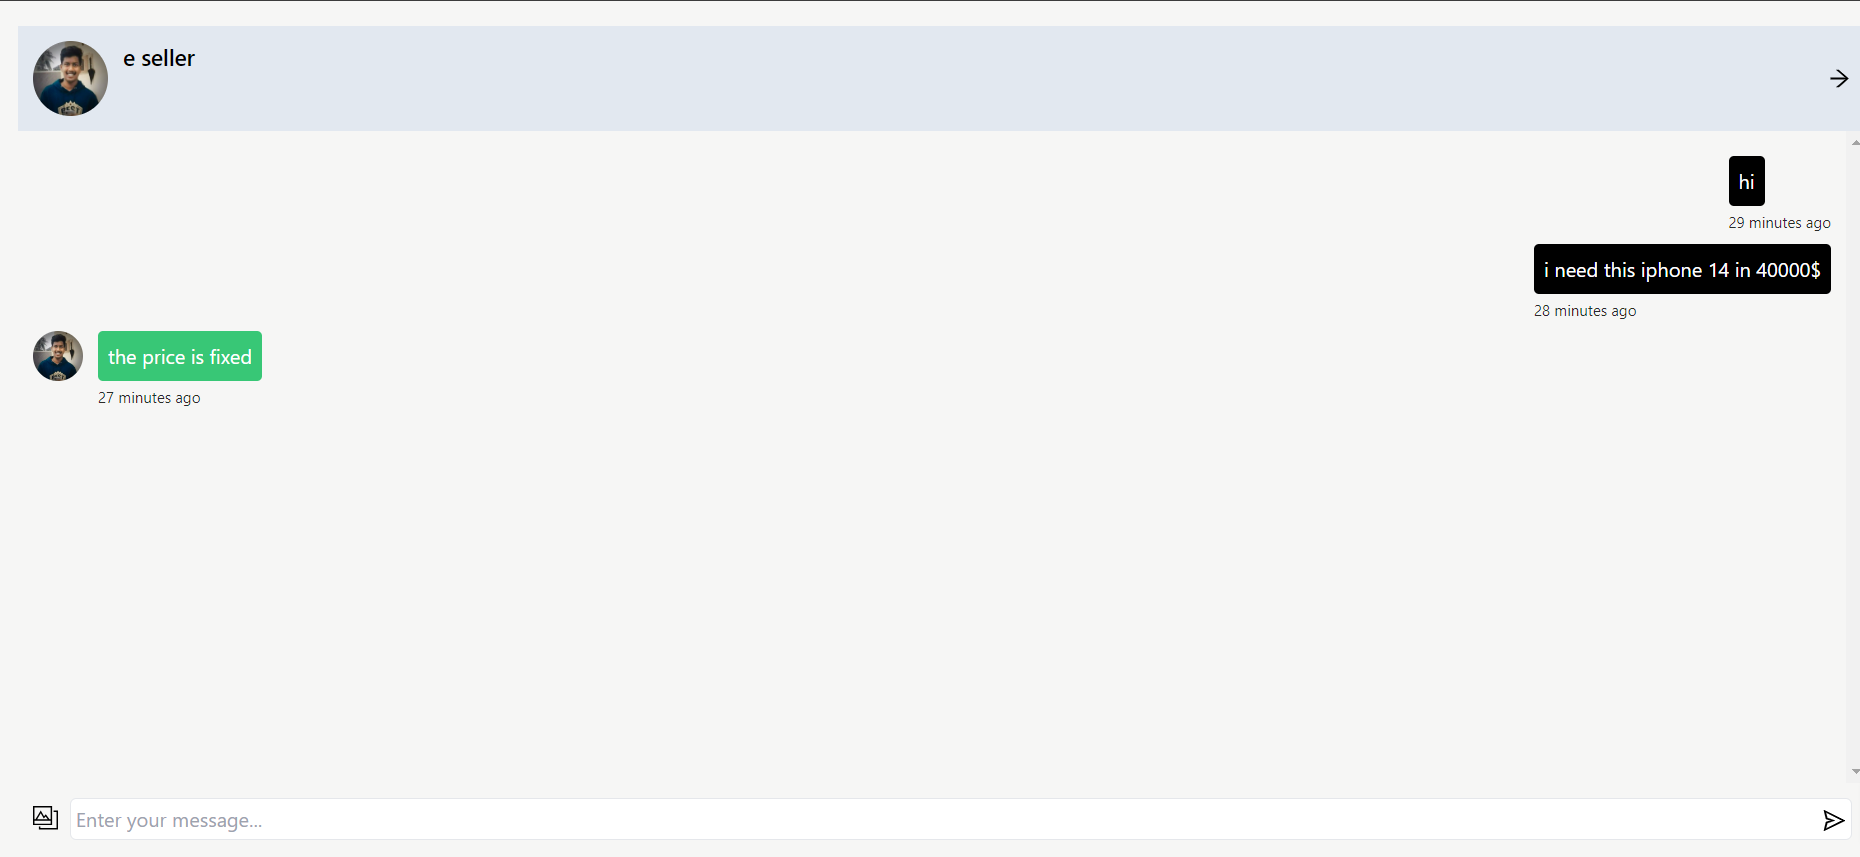 e seller
hi
29 minutes ago
i need this iphone 14 in 40000$
28 minutes ago
the price is fixed
27 minutes ago
Enter your message...